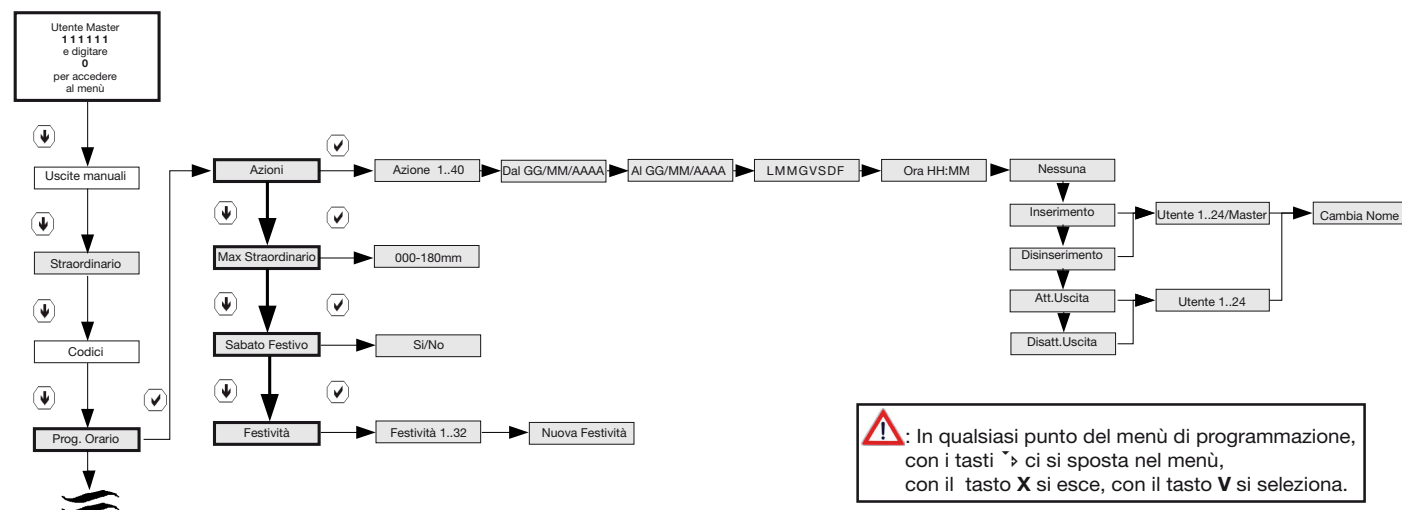 Utente Master
1 1 1 1 1 1
e digitare
0
per accedere
al menù
Uscite manuali
Straordinario
Codici
Prog. Orario
Azioni
Azione 1..40
Dal GG/MM/AAAA
Al GG/MM/AAAA
LMMGVSDF
Ora HH:MM
Nessuna
Inserimento
Utente 1..24/Master
Cambia Nome
Disinserimento
Att.Uscita
Utente 1..24
Disatt.Uscita
Max Straordinario
000-180mm
Sabato Festivo
Si/No
Festività
Festività 1..32
Nuova Festività
: In qualsiasi punto del menù di programmazione,
con i tasti ci si sposta nel menù,
con il tasto X si esce, con il tasto V si seleziona.